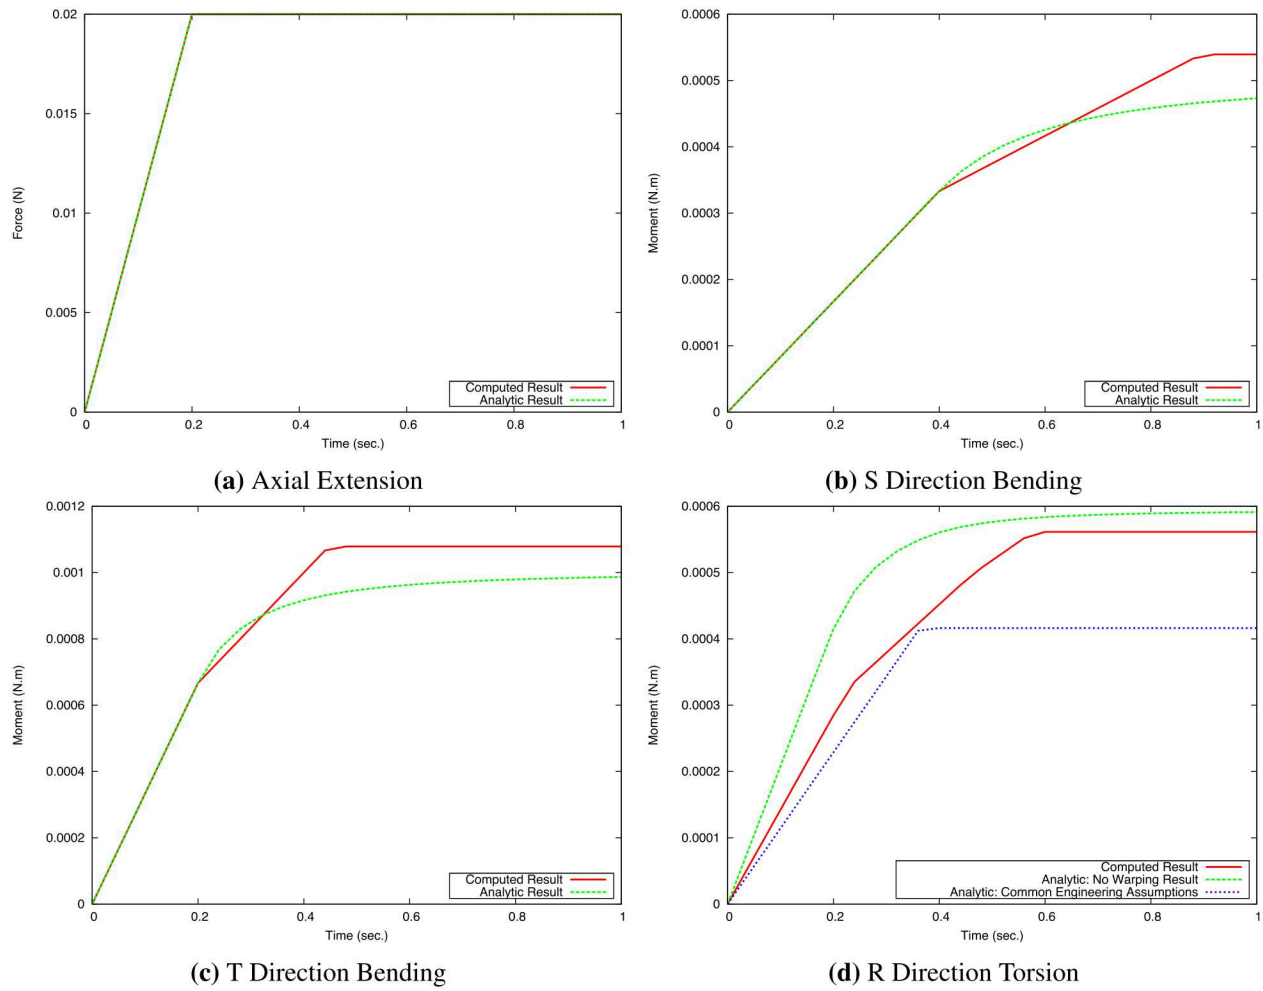 0.02
0.015
0.01
0.005
0
Force (N)
0 0.2 0.4 0.6 0.8 1
Time (sec.)
Computed Result
Analytic Result
(a) Axial Extension
0.0006
0.0005
0.0004
0.0003
0.0002
0.0001
0
Moment (N.m)
0 0.2 0.4 0.6 0.8 1
Time (sec.)
Computed Result
Analytic Result
(b) S Direction Bending
0.0012
0.001
0.0008
0.0006
0.0004
0.0002
0
Moment (N.m)
0 0.2 0.4 0.6 0.8 1
Time (sec.)
Computed Result
Analytic Result
(c) T Direction Bending
0.0006
0.0005
0.0004
0.0003
0.0002
0.0001
0
Moment (N.m)
0 0.2 0.4 0.6 0.8 1
Time (sec.)
Computed Result
Analytic: No Warping Result
Analytic: Common Engineering Assumptions
(d) R Direction Torsion